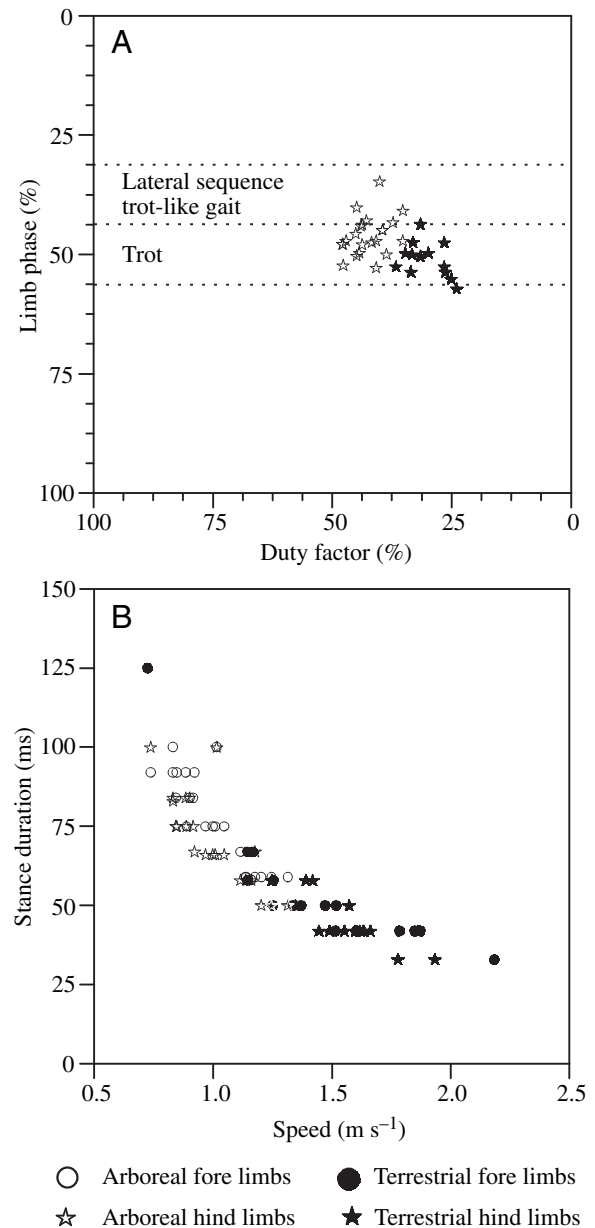 A
0
25
50
75
100
Limb phase (%)
Lateral sequence
trot-like gait
Trot
100 75 50 25 0
Duty factor (%)
B
150
125
100
75
50
25
0
Stance duration (ms)
0.5 1.0 1.5 2.0 2.5
Speed (m s–1)
Arboreal fore limbs Terrestrial fore limbs
Arboreal hind limbs Terrestrial hind limbs